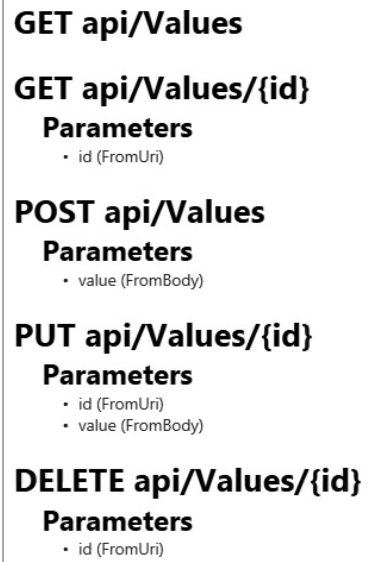 GET api/Values
GET api/Values/{id}
Parameters
• id (FromUri)
POST api/Values
Parameters
• value (FromBody)
PUT api/Values/{id}
Parameters
• id (FromUri)
• value (FromBody)
DELETE api/Values/{id}
Parameters
• id (FromUri)